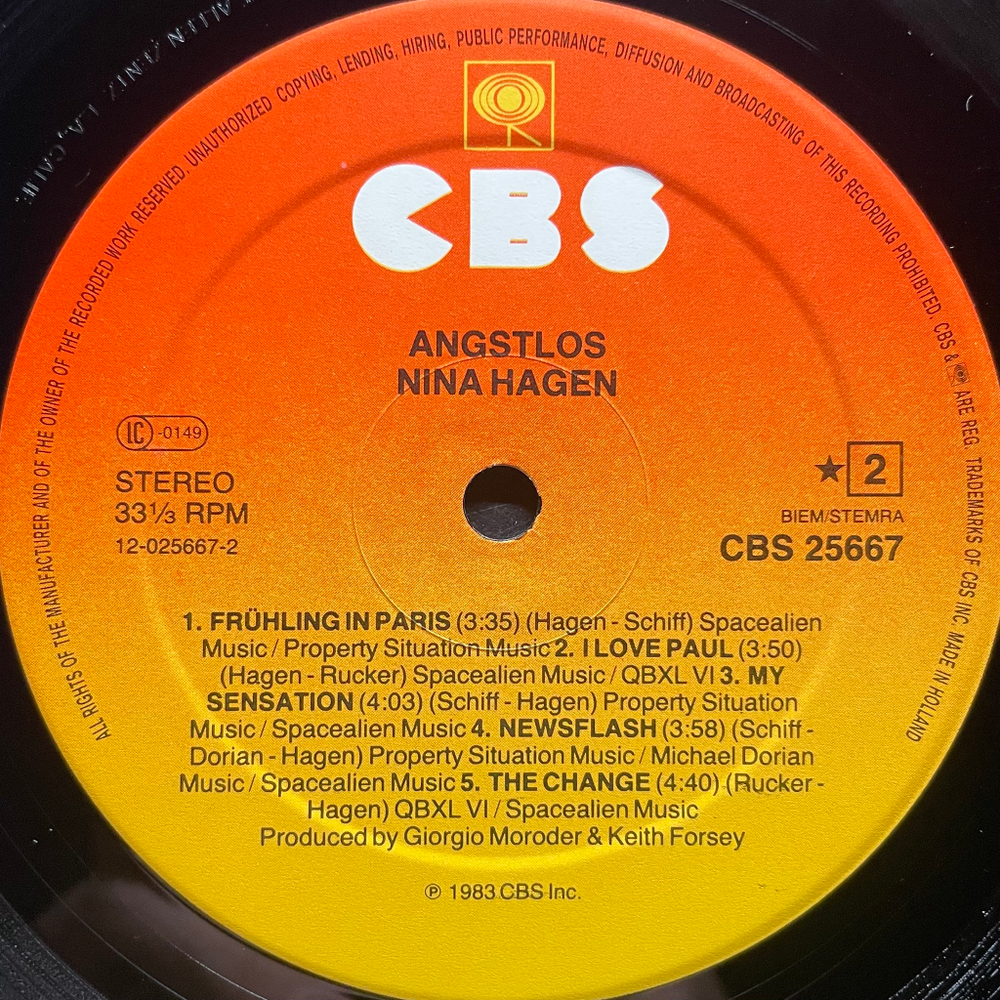 ALL RIGHTS OF THE MANUFACTURER AND OF THE OWNER OF THE RECORDED WORK RESERVED. UNAUTHORIZED COPYING, LENDING, HIRING, PUBLIC PERFORMANCE, DIFFUSION AND BROADCASTING OF THIS RECORDING PROHIBITED. CBS & ARE REG. TRADEMARKS OF CBS INC. MADE IN HOLLAND
CBS
ANGSTLOS
NINA HAGEN
LC -0149
STEREO
33⅓ RPM
12-025667-2
★ 2
BIEM/STEMRA
CBS 25667
1. FRÜHLING IN PARIS (3:35) (Hagen - Schiff) Spacealien
Music / Property Situation Music 2. I LOVE PAUL (3:50)
(Hagen - Rucker) Spacealien Music / QBXL VI 3. MY
SENSATION (4:03) (Schiff - Hagen) Property Situation
Music / Spacealien Music 4. NEWSFLASH (3:58) (Schiff -
Dorian - Hagen) Property Situation Music / Michael Dorian
Music / Spacealien Music 5. THE CHANGE (4:40) (Rucker -
Hagen) QBXL VI / Spacealien Music
Produced by Giorgio Moroder & Keith Forsey
℗ 1983 CBS Inc.